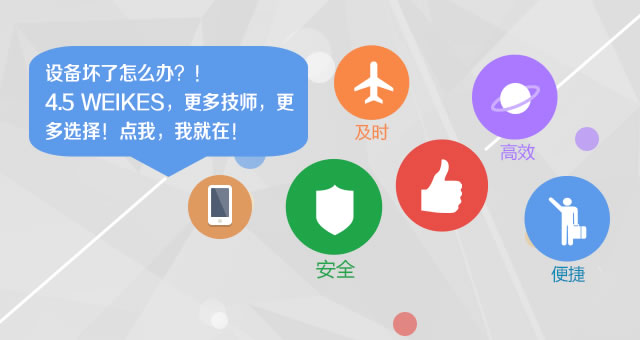 设备坏了怎么办？！
4.5 WEIKES，更多技师，更
多选择！点我，我就在！
及时
高效
安全
便捷